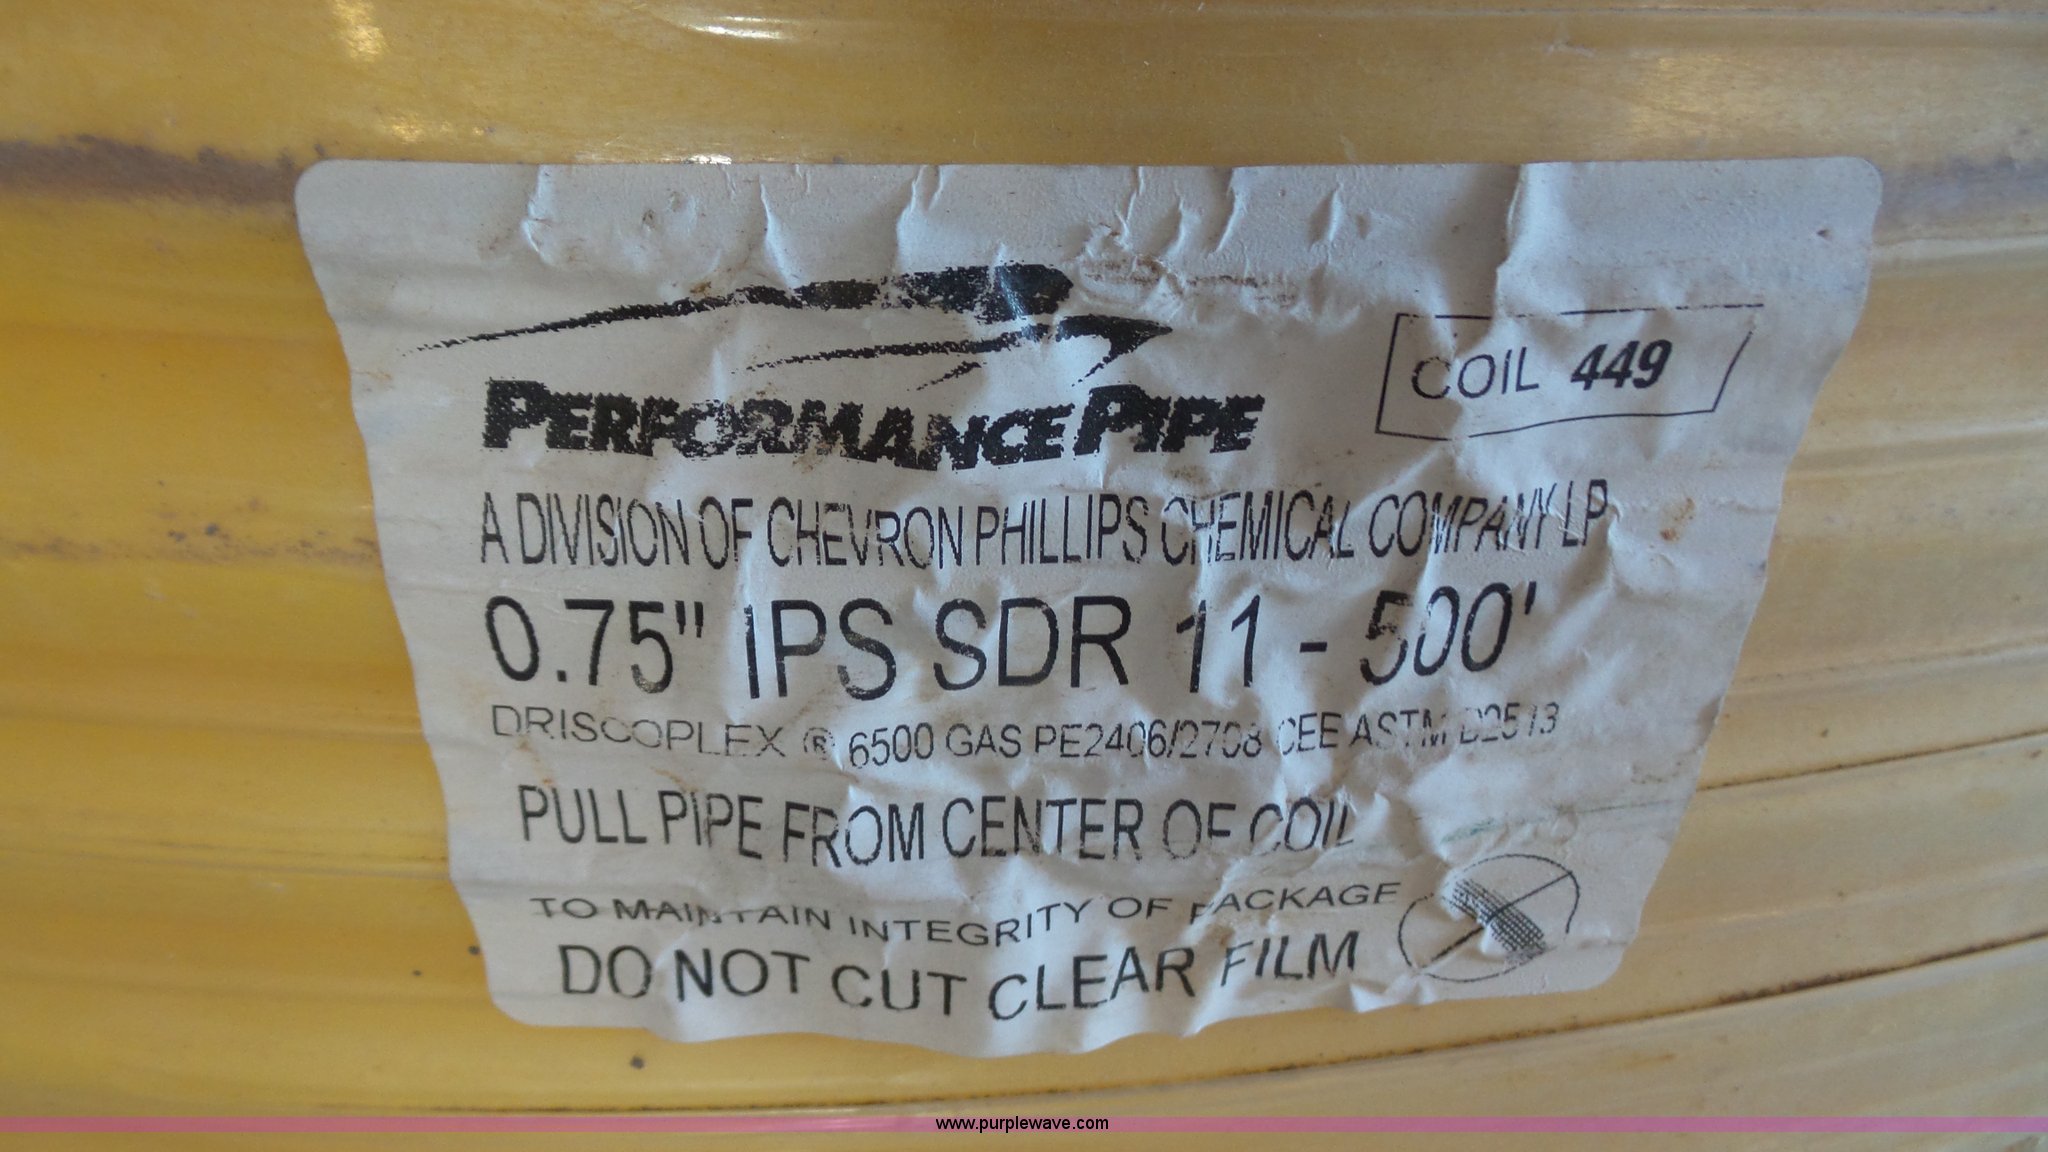 PERFORMANCE PIPE
COIL 449
A DIVISION OF CHEVRON PHILLIPS CHEMICAL COMPANY LP
0.75" IPS SDR 11 - 500'
DRISCOPLEX ® 6500 GAS PE2406/2708 CEE ASTM D2513
PULL PIPE FROM CENTER OF COIL
TO MAINTAIN INTEGRITY OF PACKAGE
DO NOT CUT CLEAR FILM
www.purplewave.com